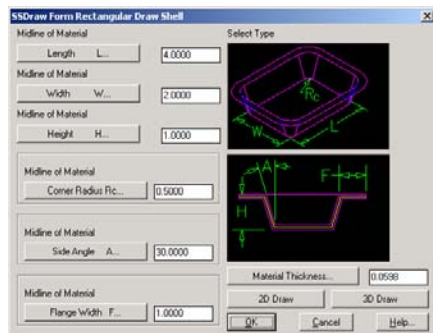 SSDraw Form Rectangular Draw Shell
Midline of Material
Length L...
4.0000
Midline of Material
Width W...
2.0000
Midline of Material
Height H...
1.0000
Midline of Material
Corner Radius Rc...
0.5000
Midline of Material
Side Angle A...
30.0000
Midline of Material
Flange Width F...
1.0000
Select Type
Rc
W
L
A
F
H
Material Thickness...
0.0598
2D Draw
3D Draw
OK
Cancel
Help...